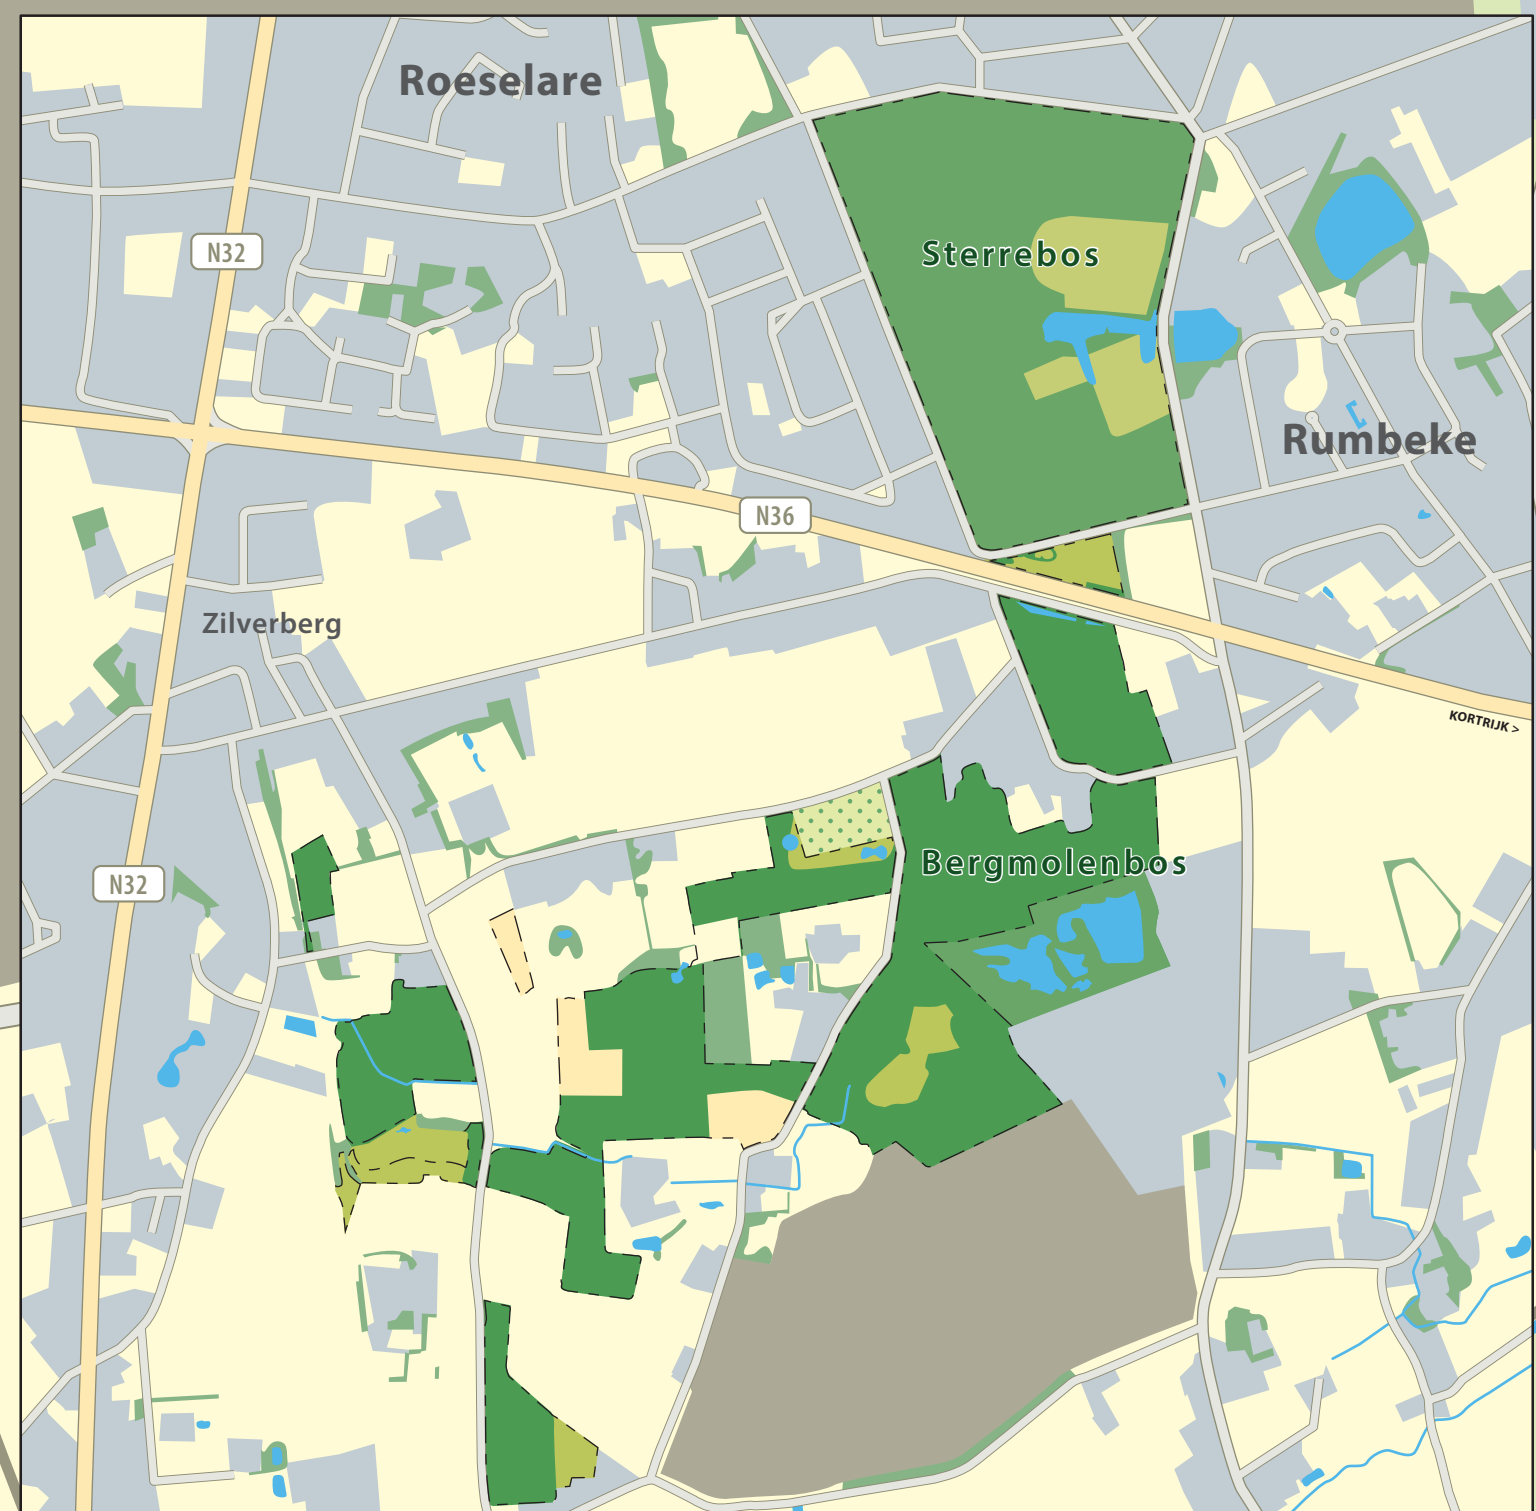 Roeselare
N32
Sterrebos
Rumbeke
N36
Zilverberg
KORTRIJK >
Bergmolenbos
N32